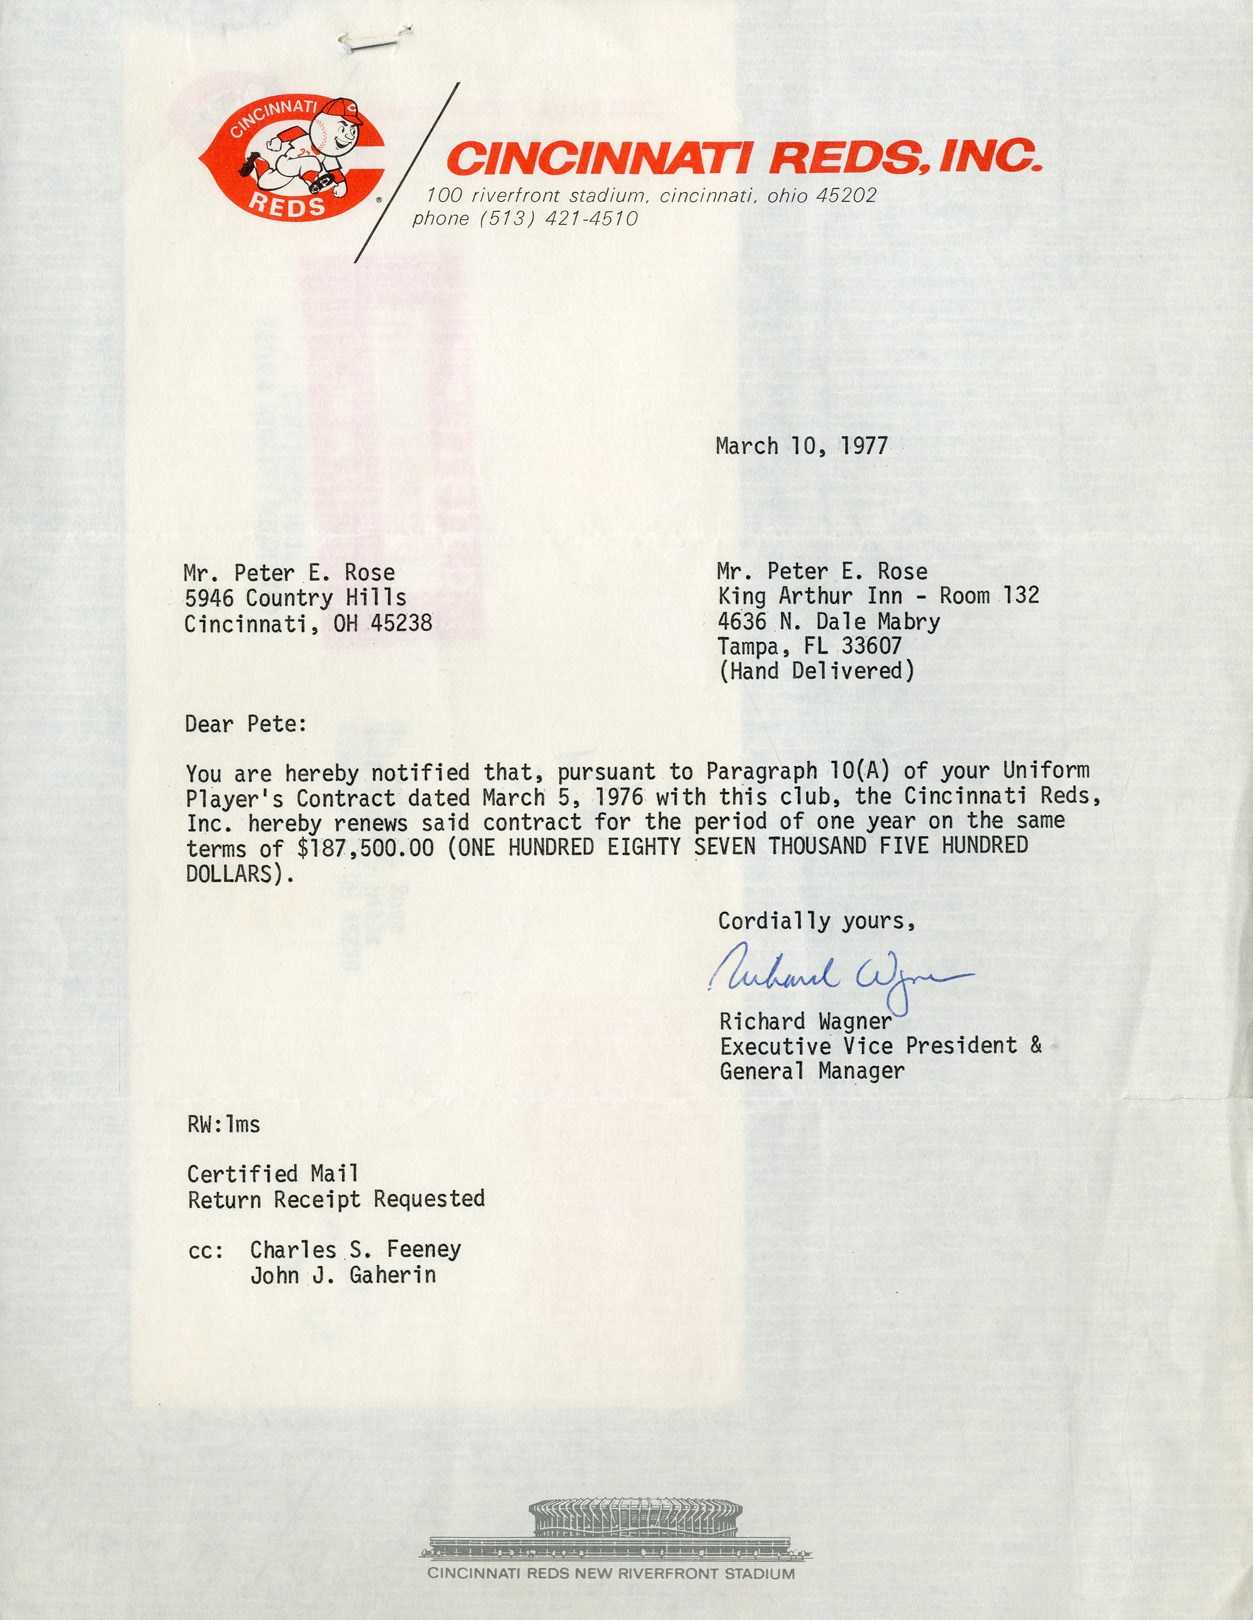 CINCINNATI
REDS
®
CINCINNATI REDS, INC.
100 riverfront stadium, cincinnati, ohio 45202
phone (513) 421-4510
March 10, 1977
Mr. Peter E. Rose
5946 Country Hills
Cincinnati, OH 45238
Mr. Peter E. Rose
King Arthur Inn - Room 132
4636 N. Dale Mabry
Tampa, FL 33607
(Hand Delivered)
Dear Pete:
You are hereby notified that, pursuant to Paragraph 10(A) of your Uniform
Player's Contract dated March 5, 1976 with this club, the Cincinnati Reds,
Inc. hereby renews said contract for the period of one year on the same
terms of $187,500.00 (ONE HUNDRED EIGHTY SEVEN THOUSAND FIVE HUNDRED
DOLLARS).
Cordially yours,
Richard Wagner
Richard Wagner
Executive Vice President &
General Manager
RW:lms
Certified Mail
Return Receipt Requested
cc: Charles S. Feeney
John J. Gaherin
CINCINNATI REDS NEW RIVERFRONT STADIUM